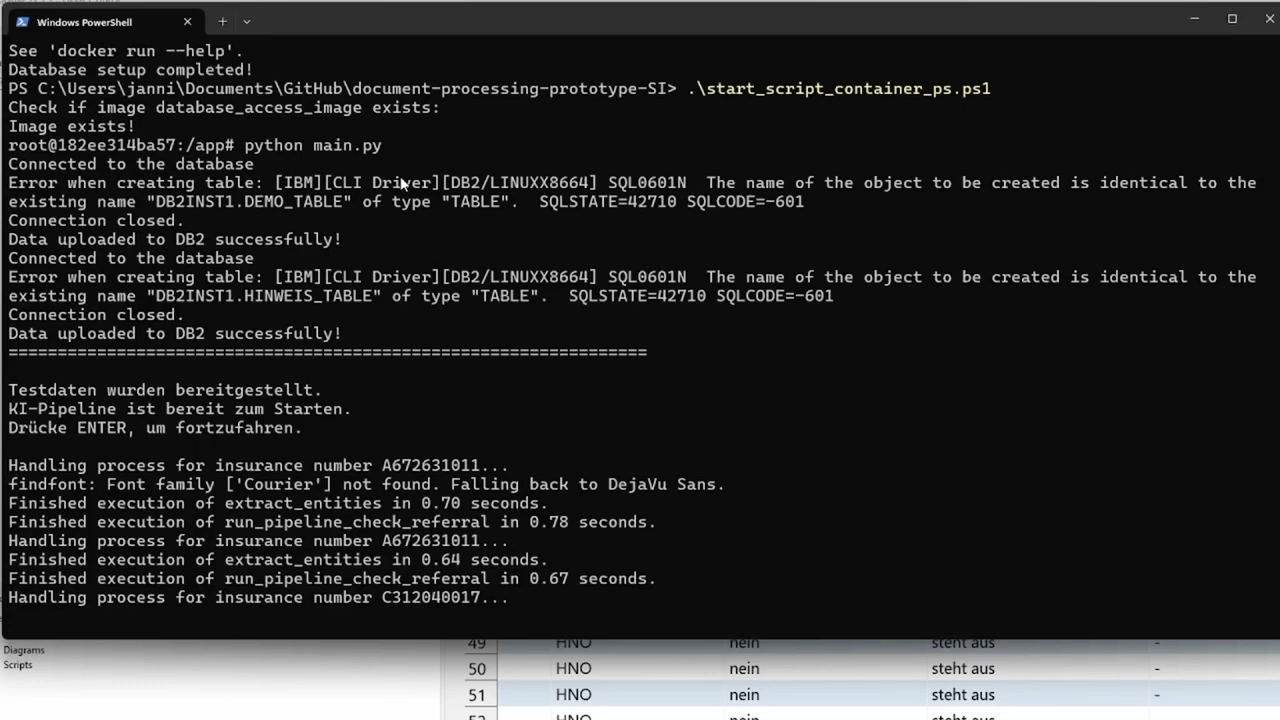 Windows PowerShell
See 'docker run --help'.
Database setup completed!
PS C:\Users\janni\Documents\GitHub\document-processing-prototype-SI> .\start_script_container_ps.ps1
Check if image database_access_image exists:
Image exists!
root@182ee314ba57:/app# python main.py
Connected to the database
Error when creating table: [IBM][CLI Driver][DB2/LINUXX8664] SQL0601N  The name of the object to be created is identical to the
existing name "DB2INST1.DEMO_TABLE" of type "TABLE".  SQLSTATE=42710 SQLCODE=-601
Connection closed.
Data uploaded to DB2 successfully!
Connected to the database
Error when creating table: [IBM][CLI Driver][DB2/LINUXX8664] SQL0601N  The name of the object to be created is identical to the
existing name "DB2INST1.HINWEIS_TABLE" of type "TABLE".  SQLSTATE=42710 SQLCODE=-601
Connection closed.
Data uploaded to DB2 successfully!
=================================================================
Testdaten wurden bereitgestellt.
KI-Pipeline ist bereit zum Starten.
Drücke ENTER, um fortzufahren.
Handling process for insurance number A672631011...
findfont: Font family ['Courier'] not found. Falling back to DejaVu Sans.
Finished execution of extract_entities in 0.70 seconds.
Finished execution of run_pipeline_check_referral in 0.78 seconds.
Handling process for insurance number A672631011...
Finished execution of extract_entities in 0.64 seconds.
Finished execution of run_pipeline_check_referral in 0.67 seconds.
Handling process for insurance number C312040017...
Diagrams
Scripts
49 HNO nein steht aus -
50 HNO nein steht aus -
51 HNO nein steht aus -